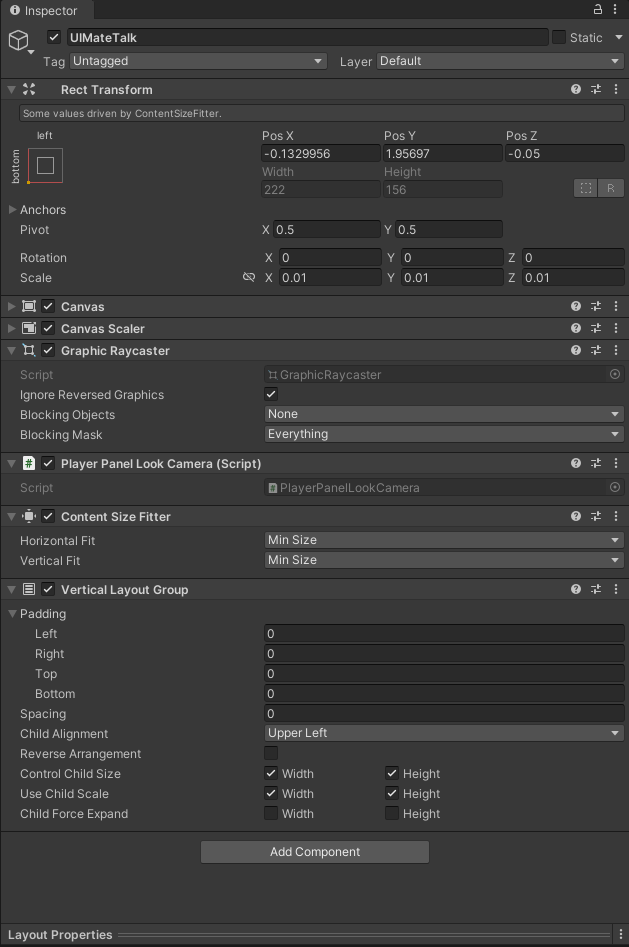 Inspector
UIMateTalk
Static
Tag Untagged Layer Default
Rect Transform
Some values driven by ContentSizeFitter.
left
bottom
Pos X Pos Y Pos Z
-0.1329956 1.95697 -0.05
Width Height
222 156 R
Anchors
Pivot X 0.5 Y 0.5
Rotation X 0 Y 0 Z 0
Scale X 0.01 Y 0.01 Z 0.01
Canvas
Canvas Scaler
Graphic Raycaster
Script GraphicRaycaster
Ignore Reversed Graphics
Blocking Objects None
Blocking Mask Everything
# Player Panel Look Camera (Script)
Script # PlayerPanelLookCamera
Content Size Fitter
Horizontal Fit Min Size
Vertical Fit Min Size
Vertical Layout Group
Padding
Left 0
Right 0
Top 0
Bottom 0
Spacing 0
Child Alignment Upper Left
Reverse Arrangement
Control Child Size Width Height
Use Child Scale Width Height
Child Force Expand Width Height
Add Component
Layout Properties